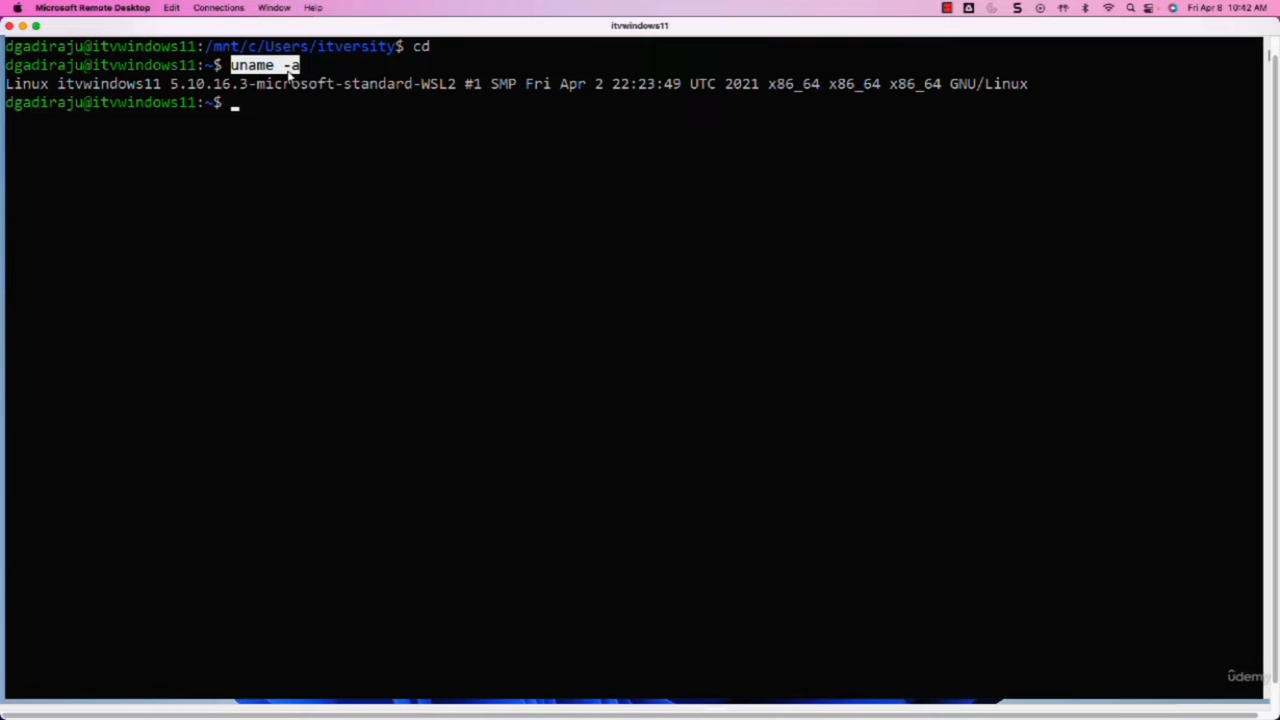 Microsoft Remote Desktop Edit Connections Window Help Fri Apr 8 10:42 AM
itvwindows11
dgadiraju@itvwindows11:/mnt/c/Users/itversity$ cd
dgadiraju@itvwindows11:~$ uname -a
Linux itvwindows11 5.10.16.3-microsoft-standard-WSL2 #1 SMP Fri Apr 2 22:23:49 UTC 2021 x86_64 x86_64 x86_64 GNU/Linux
dgadiraju@itvwindows11:~$
udemy